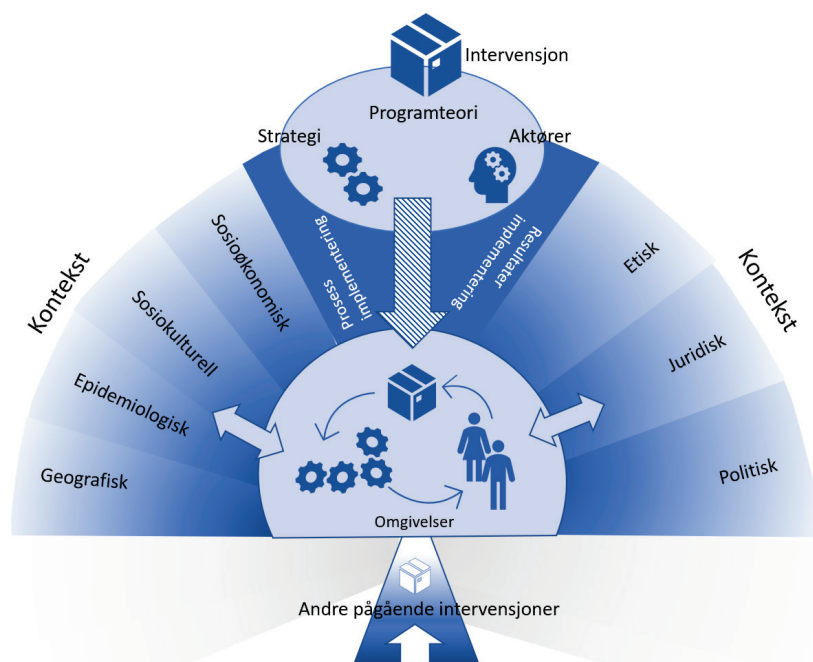 Intervensjon
Programteori
Strategi
Aktører
Prosess
implementering
Resultater
implementering
Kontekst
Sosioøkonomisk
Sosiokulturell
Epidemiologisk
Geografisk
Kontekst
Etisk
Juridisk
Politisk
Omgivelser
Andre pågående intervensjoner